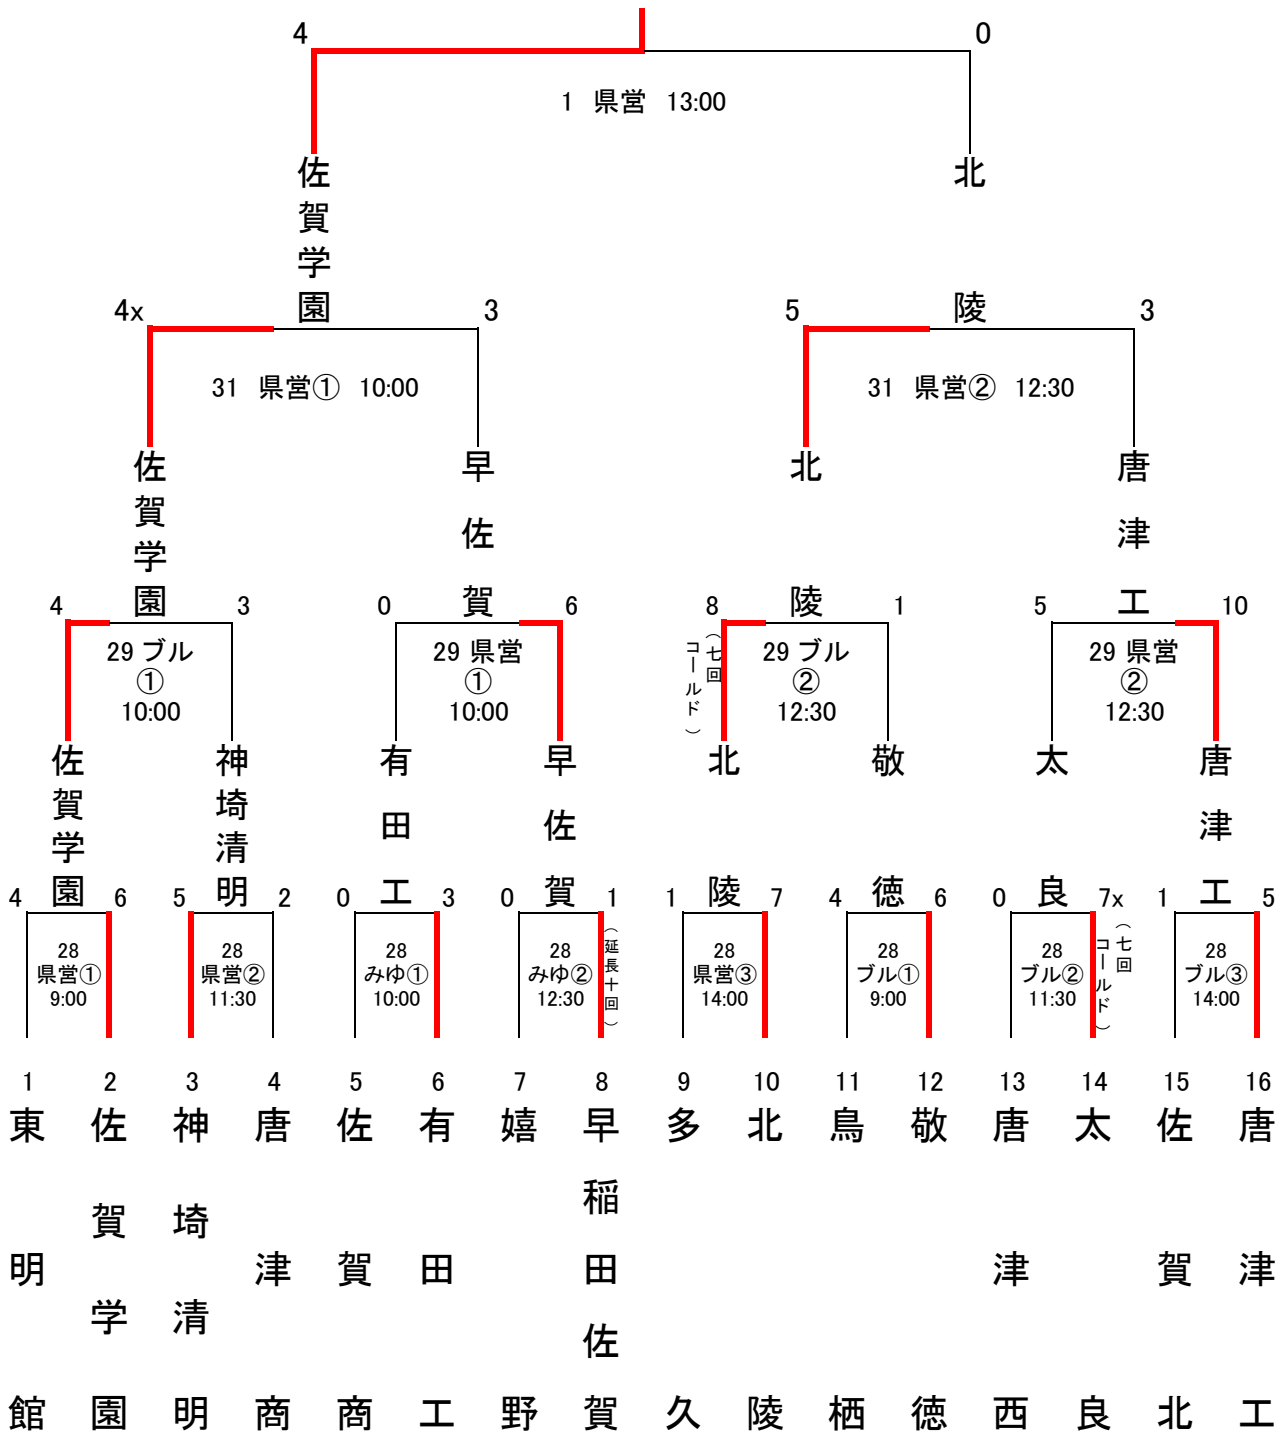 4 0
1 県営 13:00
佐賀学園
北陵
4x 3
5 3
31 県営① 10:00
31 県営② 12:30
佐賀学園
早佐賀
北陵
唐津工
4 3
0 6
8 1
5 10
(七回コールド)
29 ブル
①
10:00
29 県営
①
10:00
29 ブル
②
12:30
29 県営
②
12:30
佐賀学園
神埼清明
有田工
早佐賀
北陵
敬徳
太良
唐津工
4 6
5 2
0 3
0 1
1 7
4 6
0 7x
1 5
28
県営①
9:00
28
県営②
11:30
28
みゆ①
10:00
28
みゆ②
12:30
(延長十回)
28
県営③
14:00
28
ブル①
9:00
28
ブル②
11:30
(七回コールド)
28
ブル③
14:00
1 2 3 4 5 6 7 8 9 10 11 12 13 14 15 16
東明館
佐賀学園
神埼清明
唐津商
佐賀商
有田工
嬉野
早稲田佐賀
多久
北陵
鳥栖
敬徳
唐津西
太良
佐賀北
唐津工